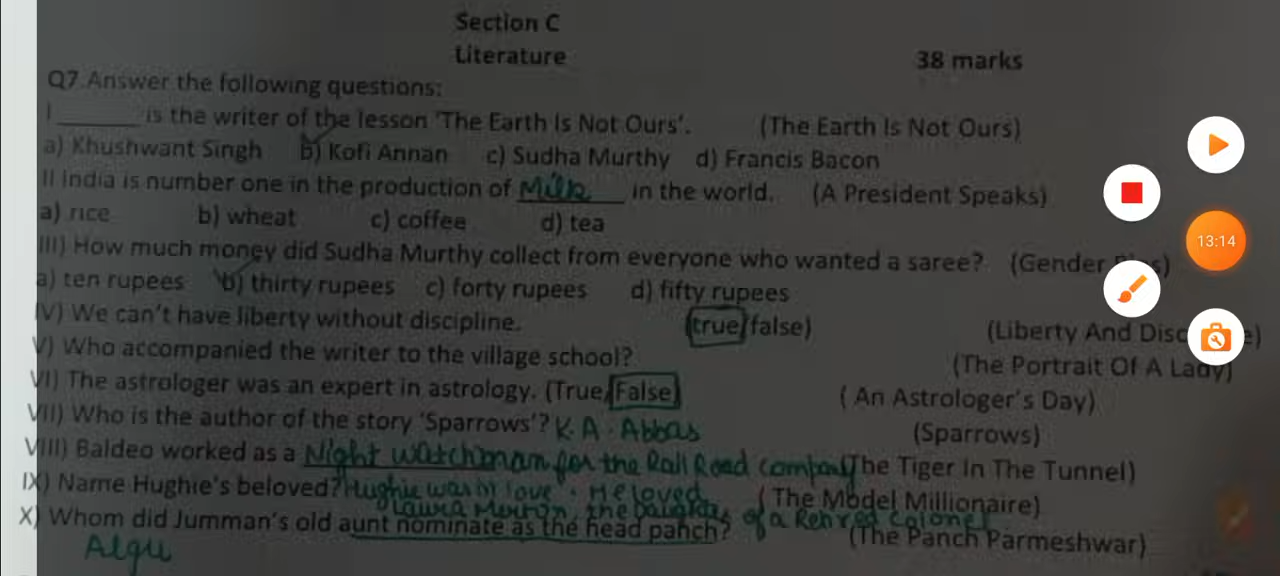 Section C
Literature 38 marks
Q7.Answer the following questions:
I ______ is the writer of the lesson 'The Earth Is Not Ours'. (The Earth Is Not Ours)
a) Khushwant Singh b) Kofi Annan c) Sudha Murthy d) Francis Bacon
II India is number one in the production of Milk in the world. (A President Speaks)
a) rice b) wheat c) coffee d) tea
III) How much money did Sudha Murthy collect from everyone who wanted a saree? (Gender
a) ten rupees b) thirty rupees c) forty rupees d) fifty rupees
IV) We can't have liberty without discipline. (true/false) (Liberty And Disc e)
V) Who accompanied the writer to the village school? (The Portrait Of A Lady)
VI) The astrologer was an expert in astrology. (True/False) ( An Astrologer's Day)
VII) Who is the author of the story 'Sparrows'? K.A. Abbas (Sparrows)
VIII) Baldeo worked as a Night watchman for the Rail Road company (The Tiger In The Tunnel)
IX) Name Hughie's beloved? Hughie was in love. He loved (The Model Millionaire)
Laura Merton, the Daughter of a Retired Colonel
X) Whom did Jumman's old aunt nominate as the head panch? (The Panch Parmeshwar)
Algu
13:14